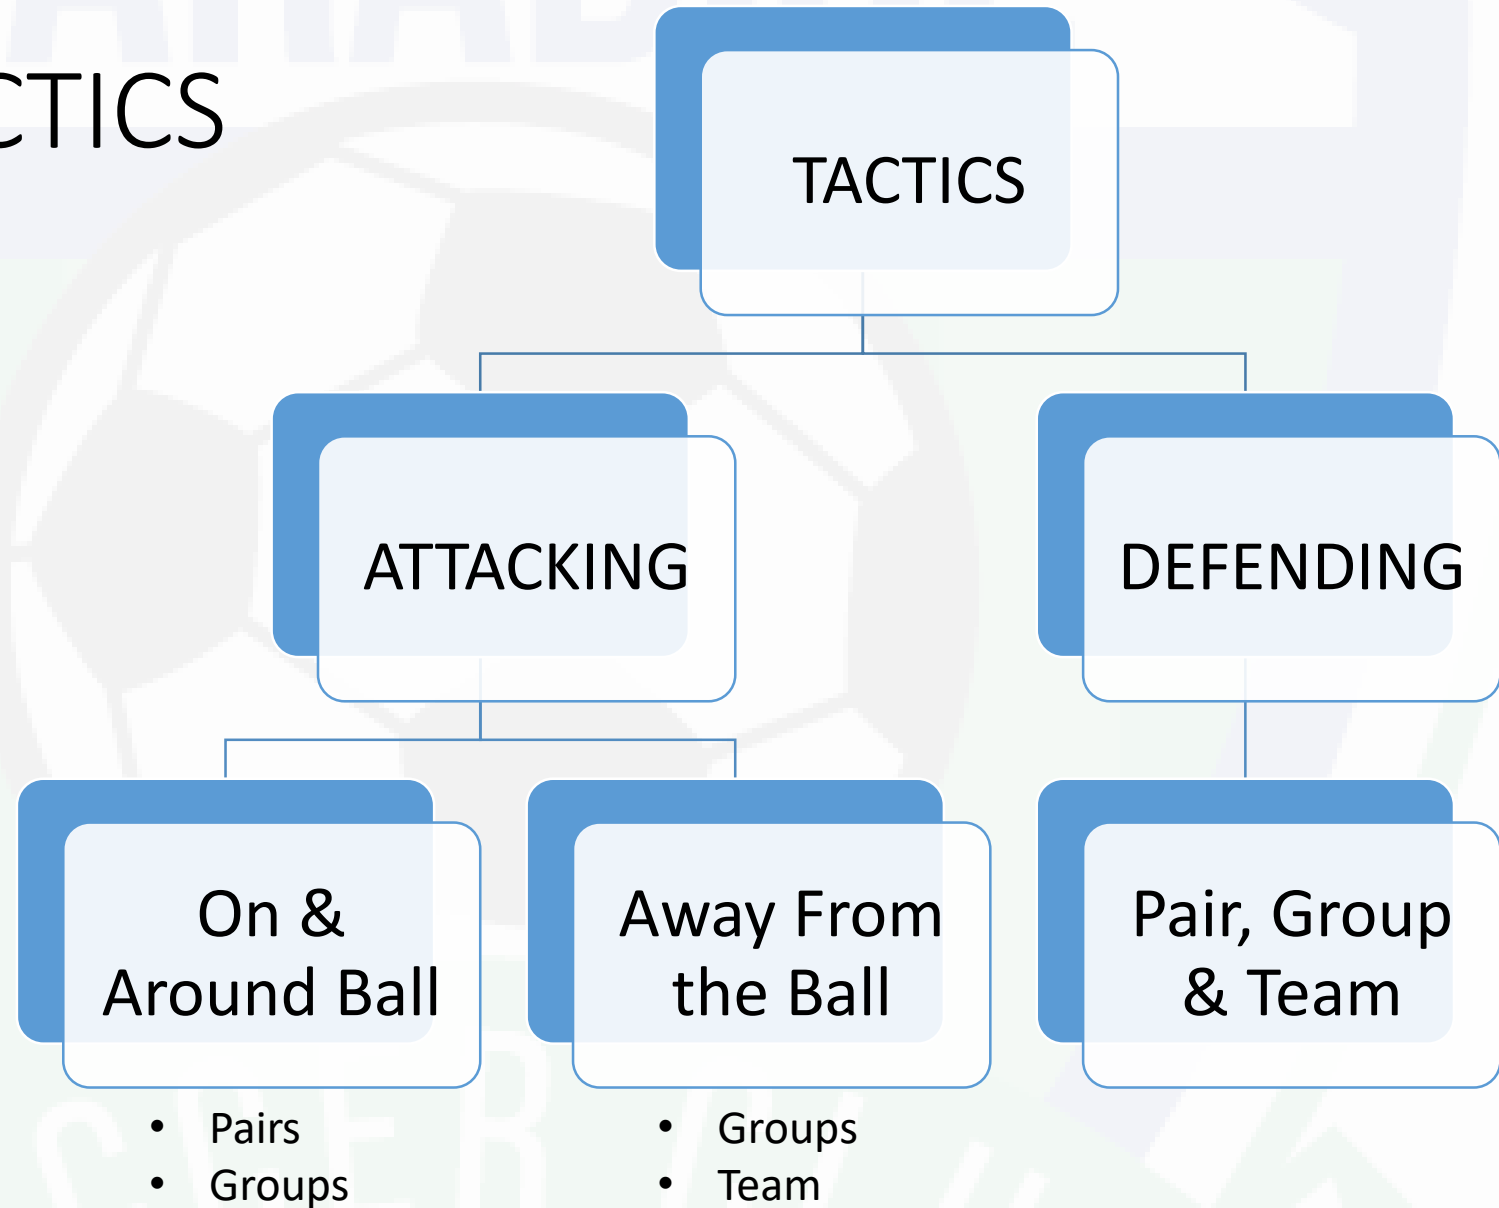 CTICS
TACTICS
ATTACKING
DEFENDING
On &
Around Ball
Away From
the Ball
Pair, Group
& Team
• Pairs
• Groups
• Groups
• Team